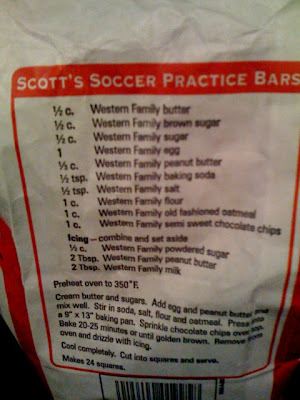 SCOTT'S SOCCER PRACTICE BARS
½ c. Western Family butter
½ c. Western Family brown sugar
½ c. Western Family sugar
1 Western Family egg
⅓ c. Western Family peanut butter
½ tsp. Western Family baking soda
½ tsp. Western Family salt
1 c. Western Family flour
1 c. Western Family old fashioned oatmeal
1 c. Western Family semi sweet chocolate chips
Icing – combine and set aside
½ c. Western Family powdered sugar
2 Tbsp. Western Family peanut butter
2 Tbsp. Western Family milk
Preheat oven to 350°F.
Cream butter and sugars. Add egg and peanut butter and
mix well. Stir in soda, salt, flour and oatmeal. Press into
a 9" x 13" baking pan. Sprinkle chocolate chips over top.
Bake 20-25 minutes or until golden brown. Remove from
oven and drizzle with icing.
Cool completely. Cut into squares and serve.
Makes 24 squares.